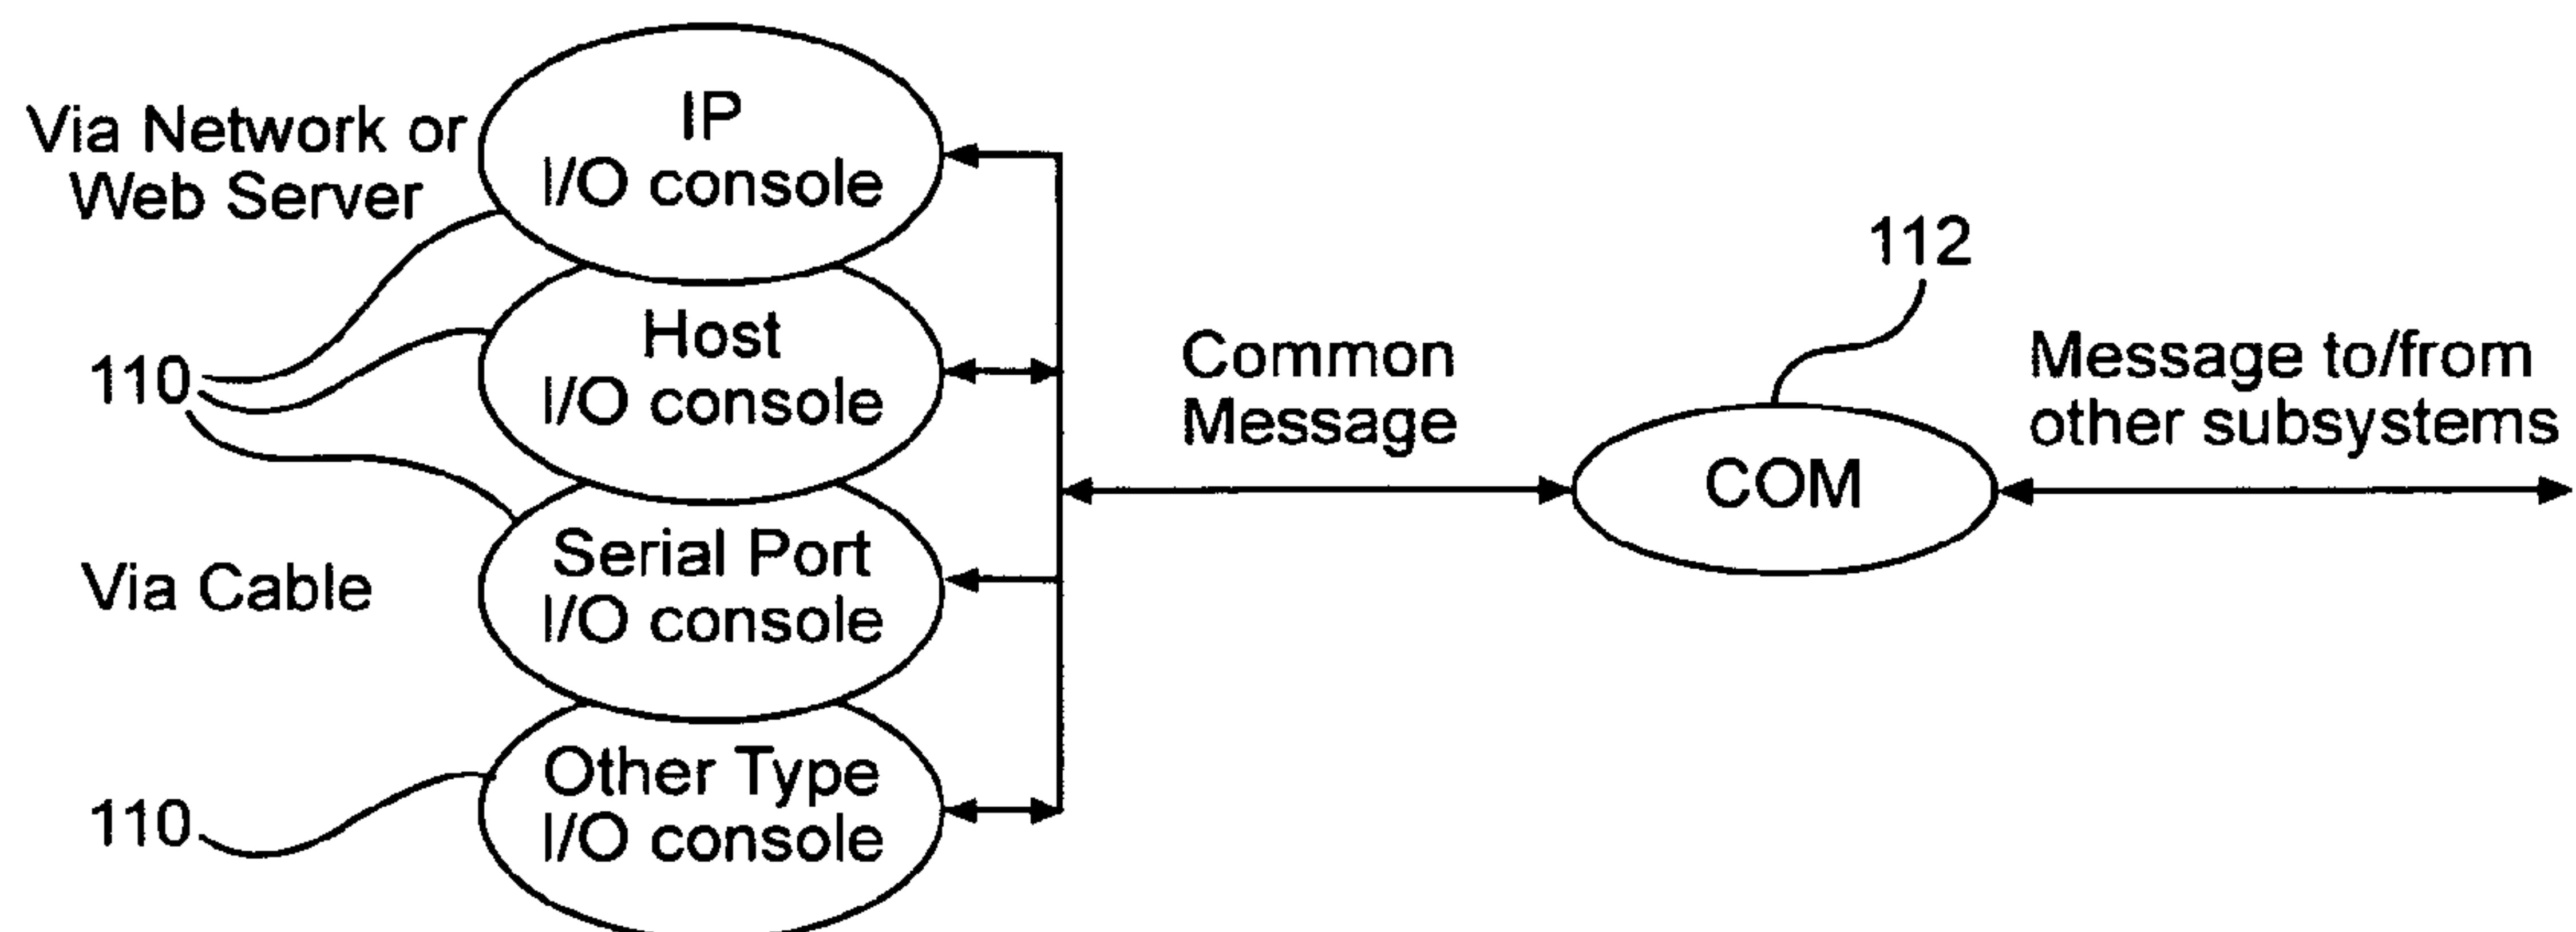 Via Network or
Web Server
IP
I/O console
110
Host
I/O console
Via Cable
Serial Port
I/O console
110
Other Type
I/O console
Common
Message
112
COM
Message to/from
other subsystems